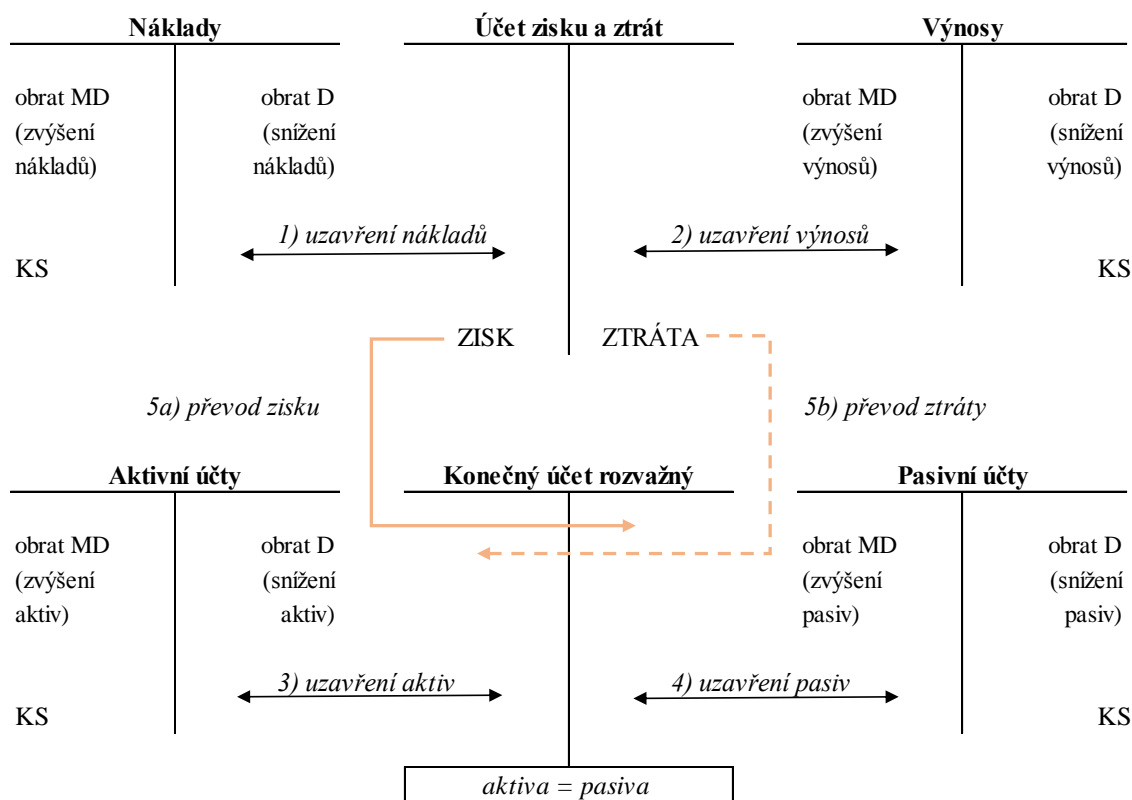 Náklady
Účet zisku a ztrát
Výnosy
obrat MD
(zvýšení
nákladů)
obrat D
(snížení
nákladů)
obrat MD
(zvýšení
výnosů)
obrat D
(snížení
výnosů)
1) uzavření nákladů
2) uzavření výnosů
KS
KS
ZISK
ZTRÁTA
5a) převod zisku
5b) převod ztráty
Aktivní účty
Konečný účet rozvažný
Pasivní účty
obrat MD
(zvýšení
aktiv)
obrat D
(snížení
aktiv)
obrat MD
(zvýšení
pasiv)
obrat D
(snížení
pasiv)
3) uzavření aktiv
4) uzavření pasiv
KS
KS
aktiva = pasiva